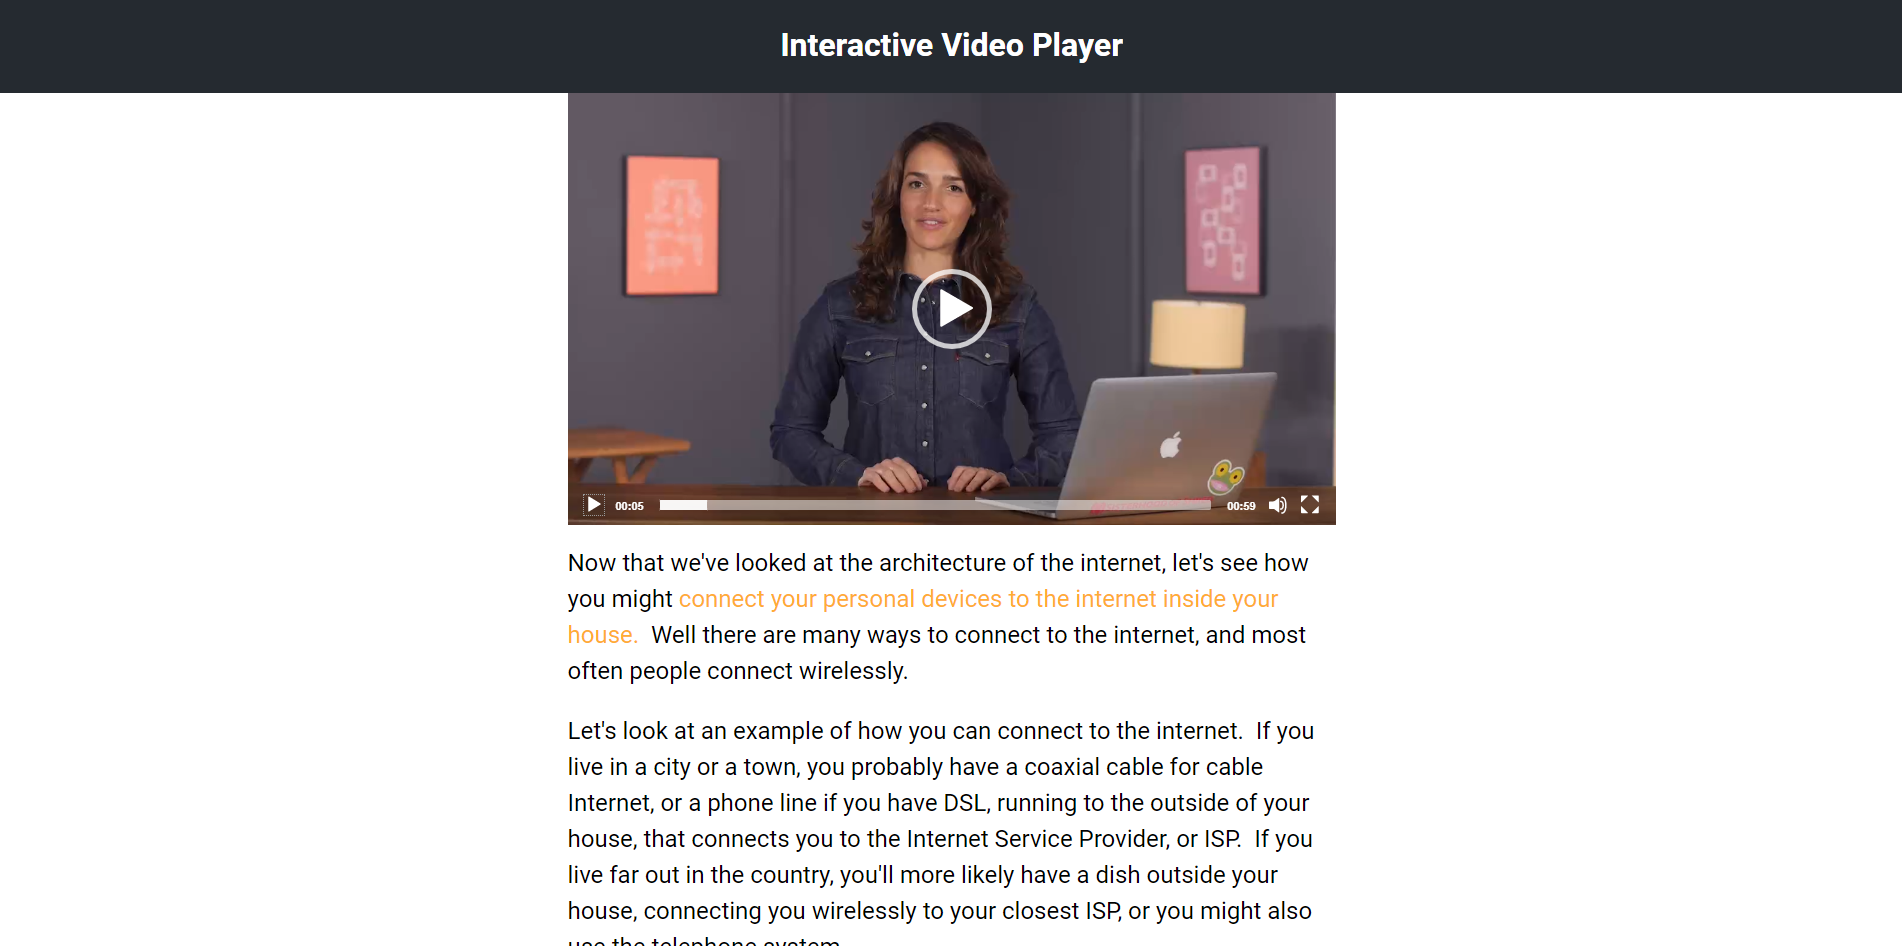 Interactive Video Player
00:05
00:59
Now that we've looked at the architecture of the internet, let's see how
you might connect your personal devices to the internet inside your
house.  Well there are many ways to connect to the internet, and most
often people connect wirelessly.
Let's look at an example of how you can connect to the internet.  If you
live in a city or a town, you probably have a coaxial cable for cable
Internet, or a phone line if you have DSL, running to the outside of your
house, that connects you to the Internet Service Provider, or ISP.  If you
live far out in the country, you'll more likely have a dish outside your
house, connecting you wirelessly to your closest ISP, or you might also
use the telephone system.